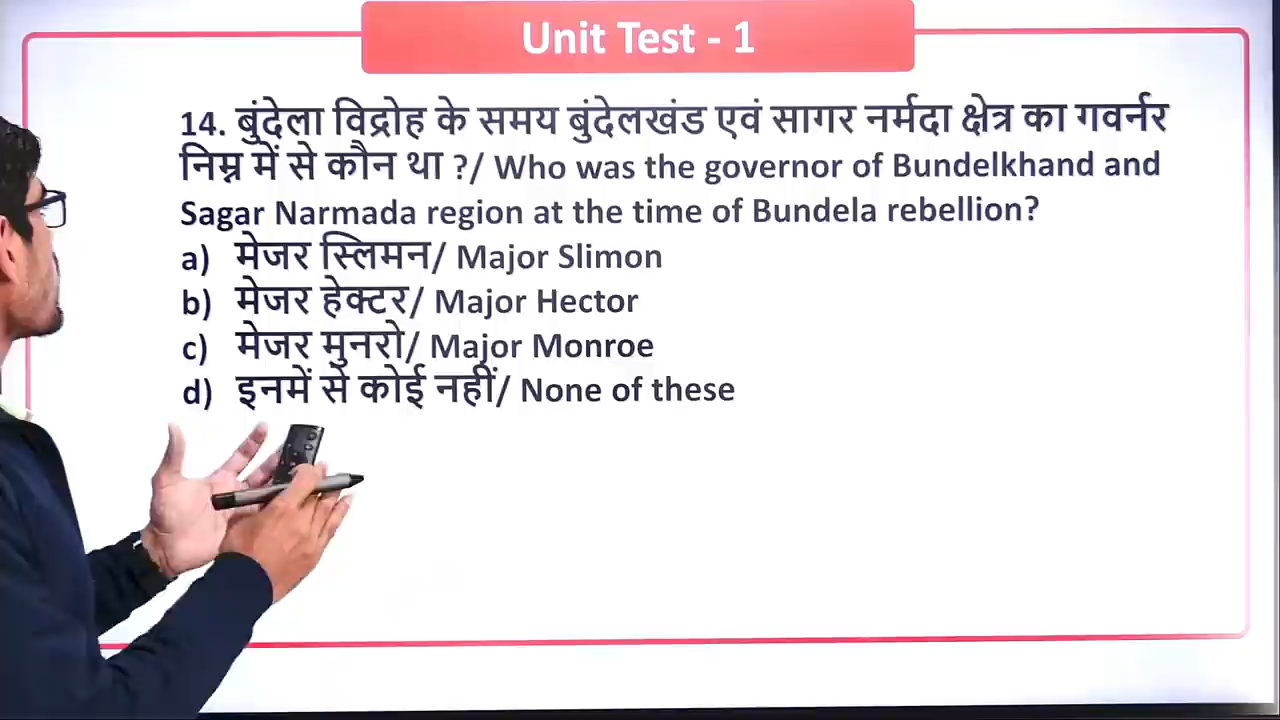 Unit Test - 1
14. बुंदेला विद्रोह के समय बुंदेलखंड एवं सागर नर्मदा क्षेत्र का गवर्नर
निम्न में से कौन था ?/ Who was the governor of Bundelkhand and
Sagar Narmada region at the time of Bundela rebellion?
a) मेजर स्लिमन/ Major Slimon
b) मेजर हेक्टर/ Major Hector
c) मेजर मुनरो/ Major Monroe
d) इनमें से कोई नहीं/ None of these